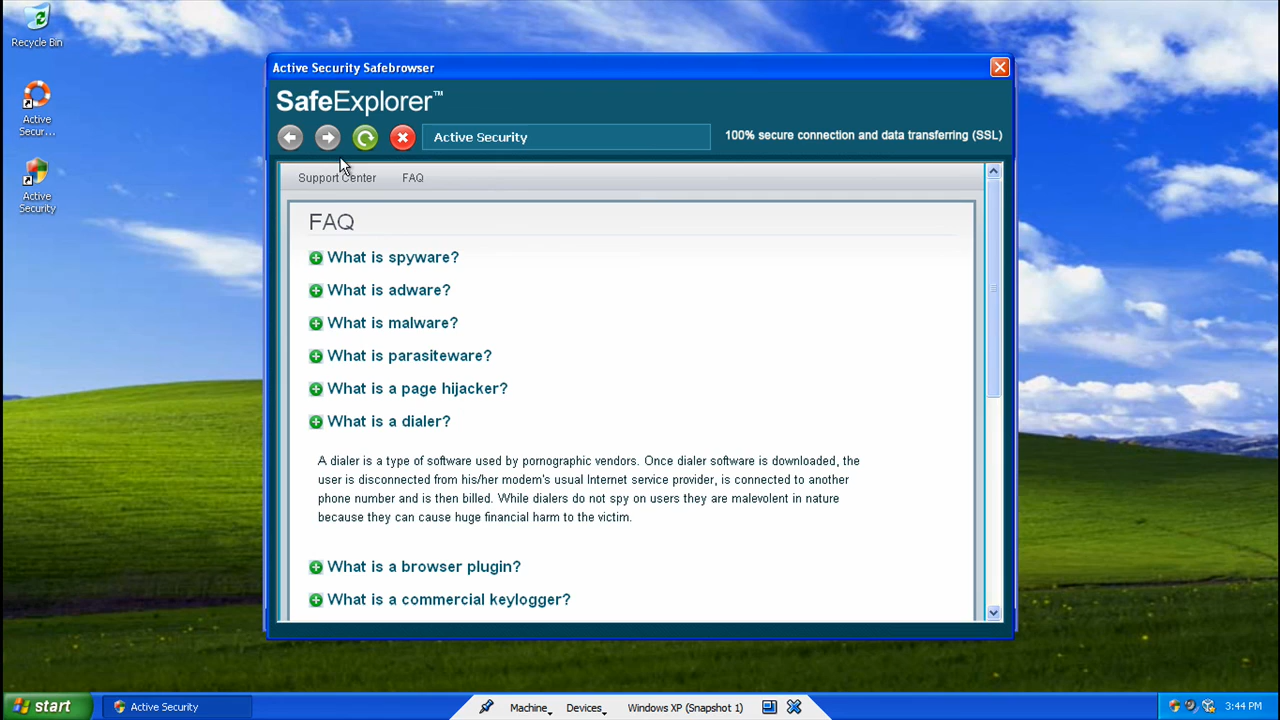 Recycle Bin
Active
Secur...
Active
Security
Active Security Safebrowser
SafeExplorer™
Active Security
100% secure connection and data transferring (SSL)
Support Center FAQ
FAQ
What is spyware?
What is adware?
What is malware?
What is parasiteware?
What is a page hijacker?
What is a dialer?
A dialer is a type of software used by pornographic vendors. Once dialer software is downloaded, the
user is disconnected from his/her modem's usual Internet service provider, is connected to another
phone number and is then billed. While dialers do not spy on users they are malevolent in nature
because they can cause huge financial harm to the victim.
What is a browser plugin?
What is a commercial keylogger?
start
Active Security
Machine
Devices
Windows XP (Snapshot 1)
3:44 PM